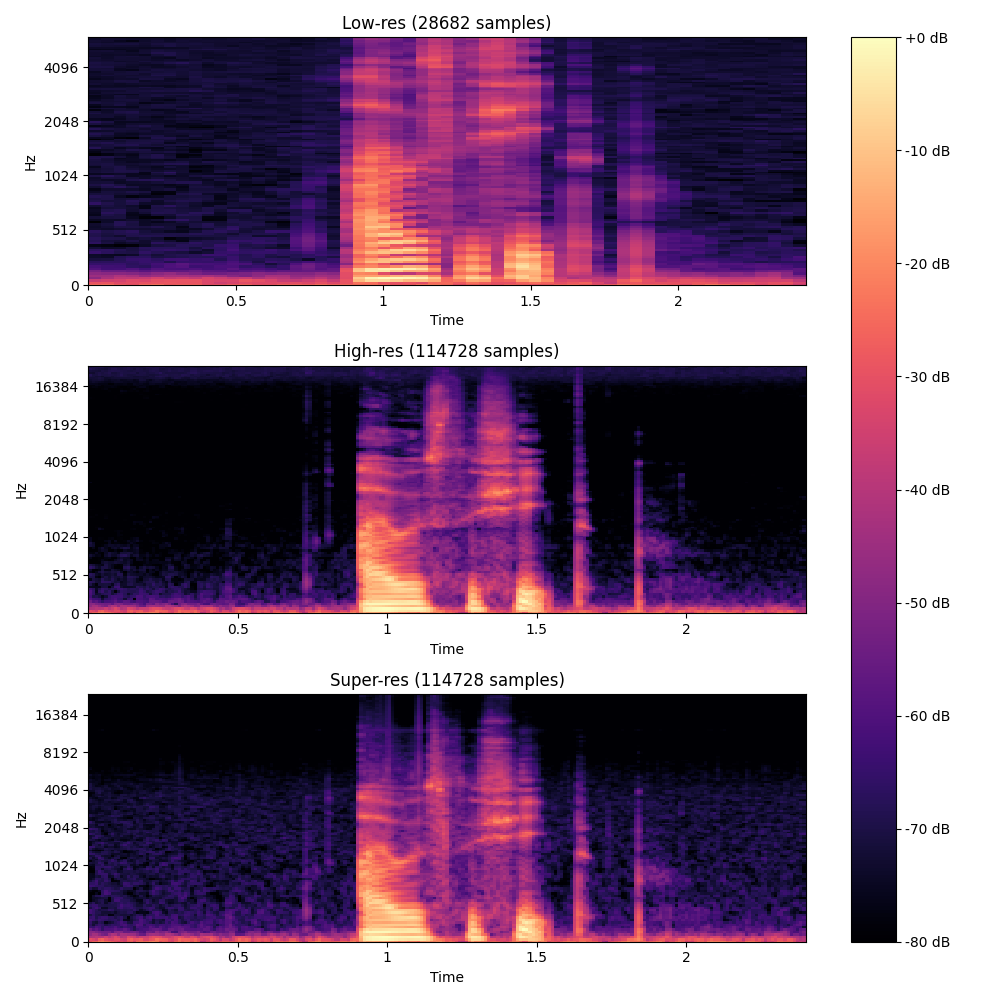 Low-res (28682 samples)
4096
2048
1024
512
0
Hz
0 0.5 1 1.5 2
Time
High-res (114728 samples)
16384
8192
4096
2048
1024
512
0
Hz
0 0.5 1 1.5 2
Time
Super-res (114728 samples)
16384
8192
4096
2048
1024
512
0
Hz
0 0.5 1 1.5 2
Time
+0 dB
-10 dB
-20 dB
-30 dB
-40 dB
-50 dB
-60 dB
-70 dB
-80 dB